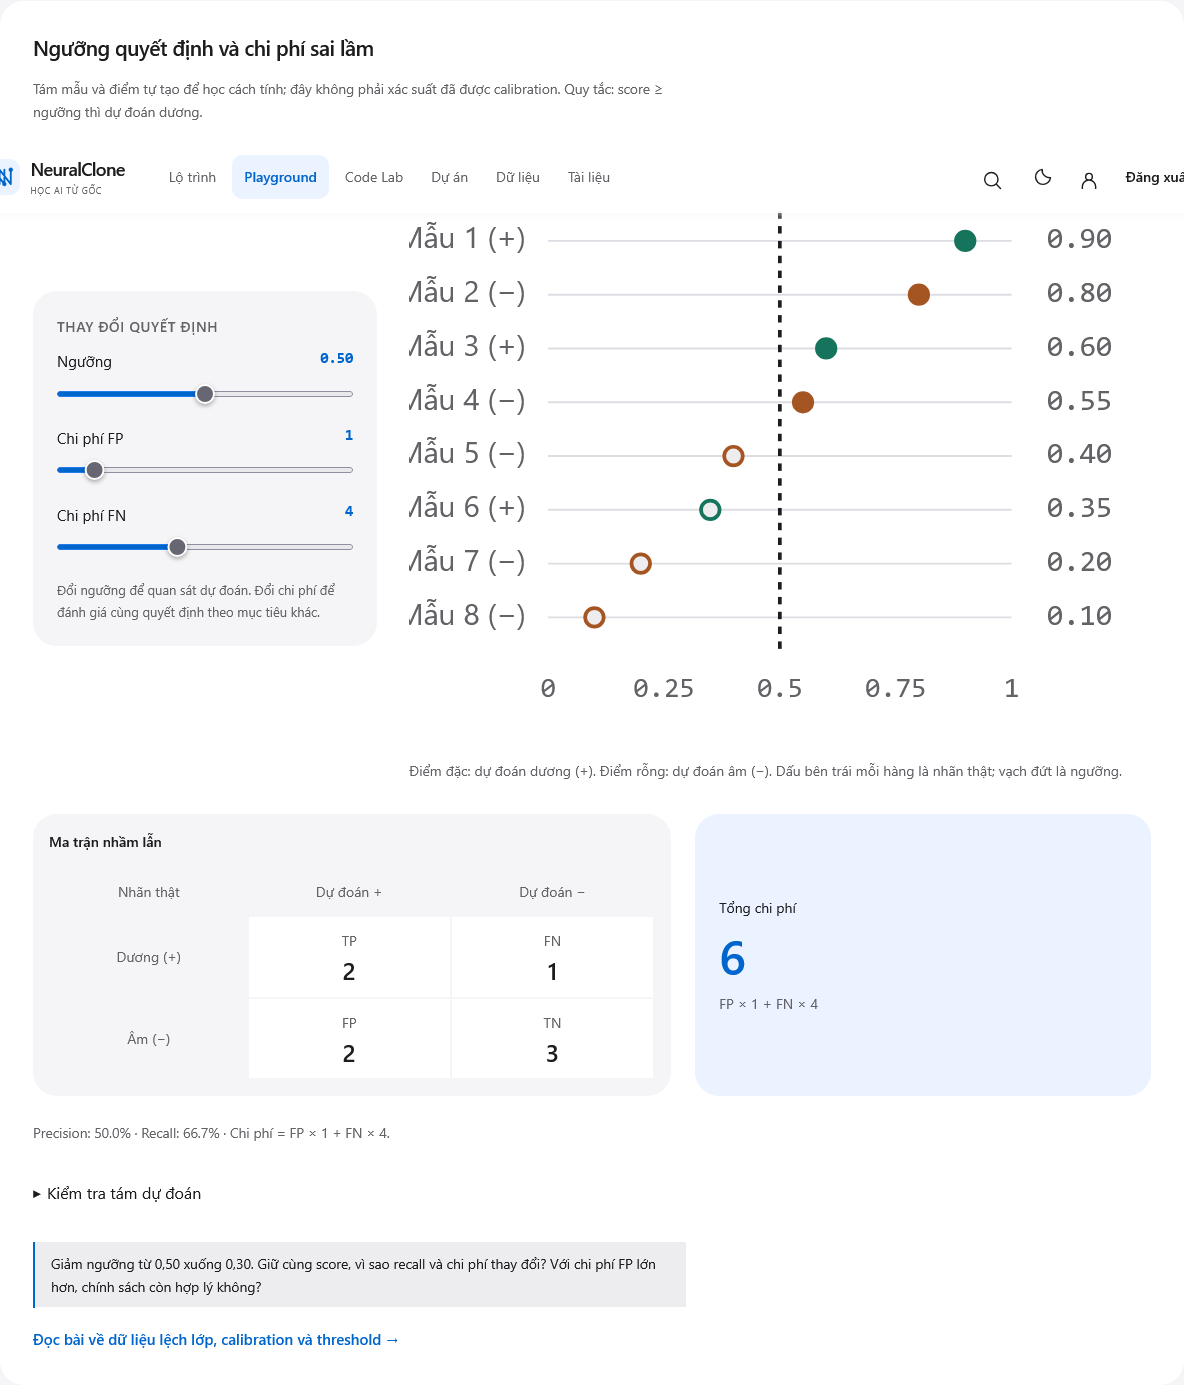 Ngưỡng quyết định và chi phí sai lầm
Tám mẫu và điểm tự tạo để học cách tính; đây không phải xác suất đã được calibration. Quy tắc: score ≥
ngưỡng thì dự đoán dương.
NeuralClone
HỌC AI TỪ GỐC
Lộ trình
Playground
Code Lab
Dự án
Dữ liệu
Tài liệu
Đăng xuấ
THAY ĐỔI QUYẾT ĐỊNH
Ngưỡng 0.50
Chi phí FP 1
Chi phí FN 4
Đổi ngưỡng để quan sát dự đoán. Đổi chi phí để
đánh giá cùng quyết định theo mục tiêu khác.
Mẫu 1 (+) 0.90
Mẫu 2 (−) 0.80
Mẫu 3 (+) 0.60
Mẫu 4 (−) 0.55
Mẫu 5 (−) 0.40
Mẫu 6 (+) 0.35
Mẫu 7 (−) 0.20
Mẫu 8 (−) 0.10
0 0.25 0.5 0.75 1
Điểm đặc: dự đoán dương (+). Điểm rỗng: dự đoán âm (−). Dấu bên trái mỗi hàng là nhãn thật; vạch đứt là ngưỡng.
Ma trận nhầm lẫn
Nhãn thật Dự đoán + Dự đoán −
TP FN
Dương (+)
2 1
FP TN
Âm (−)
2 3
Tổng chi phí
6
FP × 1 + FN × 4
Precision: 50.0% · Recall: 66.7% · Chi phí = FP × 1 + FN × 4.
▸ Kiểm tra tám dự đoán
Giảm ngưỡng từ 0,50 xuống 0,30. Giữ cùng score, vì sao recall và chi phí thay đổi? Với chi phí FP lớn
hơn, chính sách còn hợp lý không?
Đọc bài về dữ liệu lệch lớp, calibration và threshold →